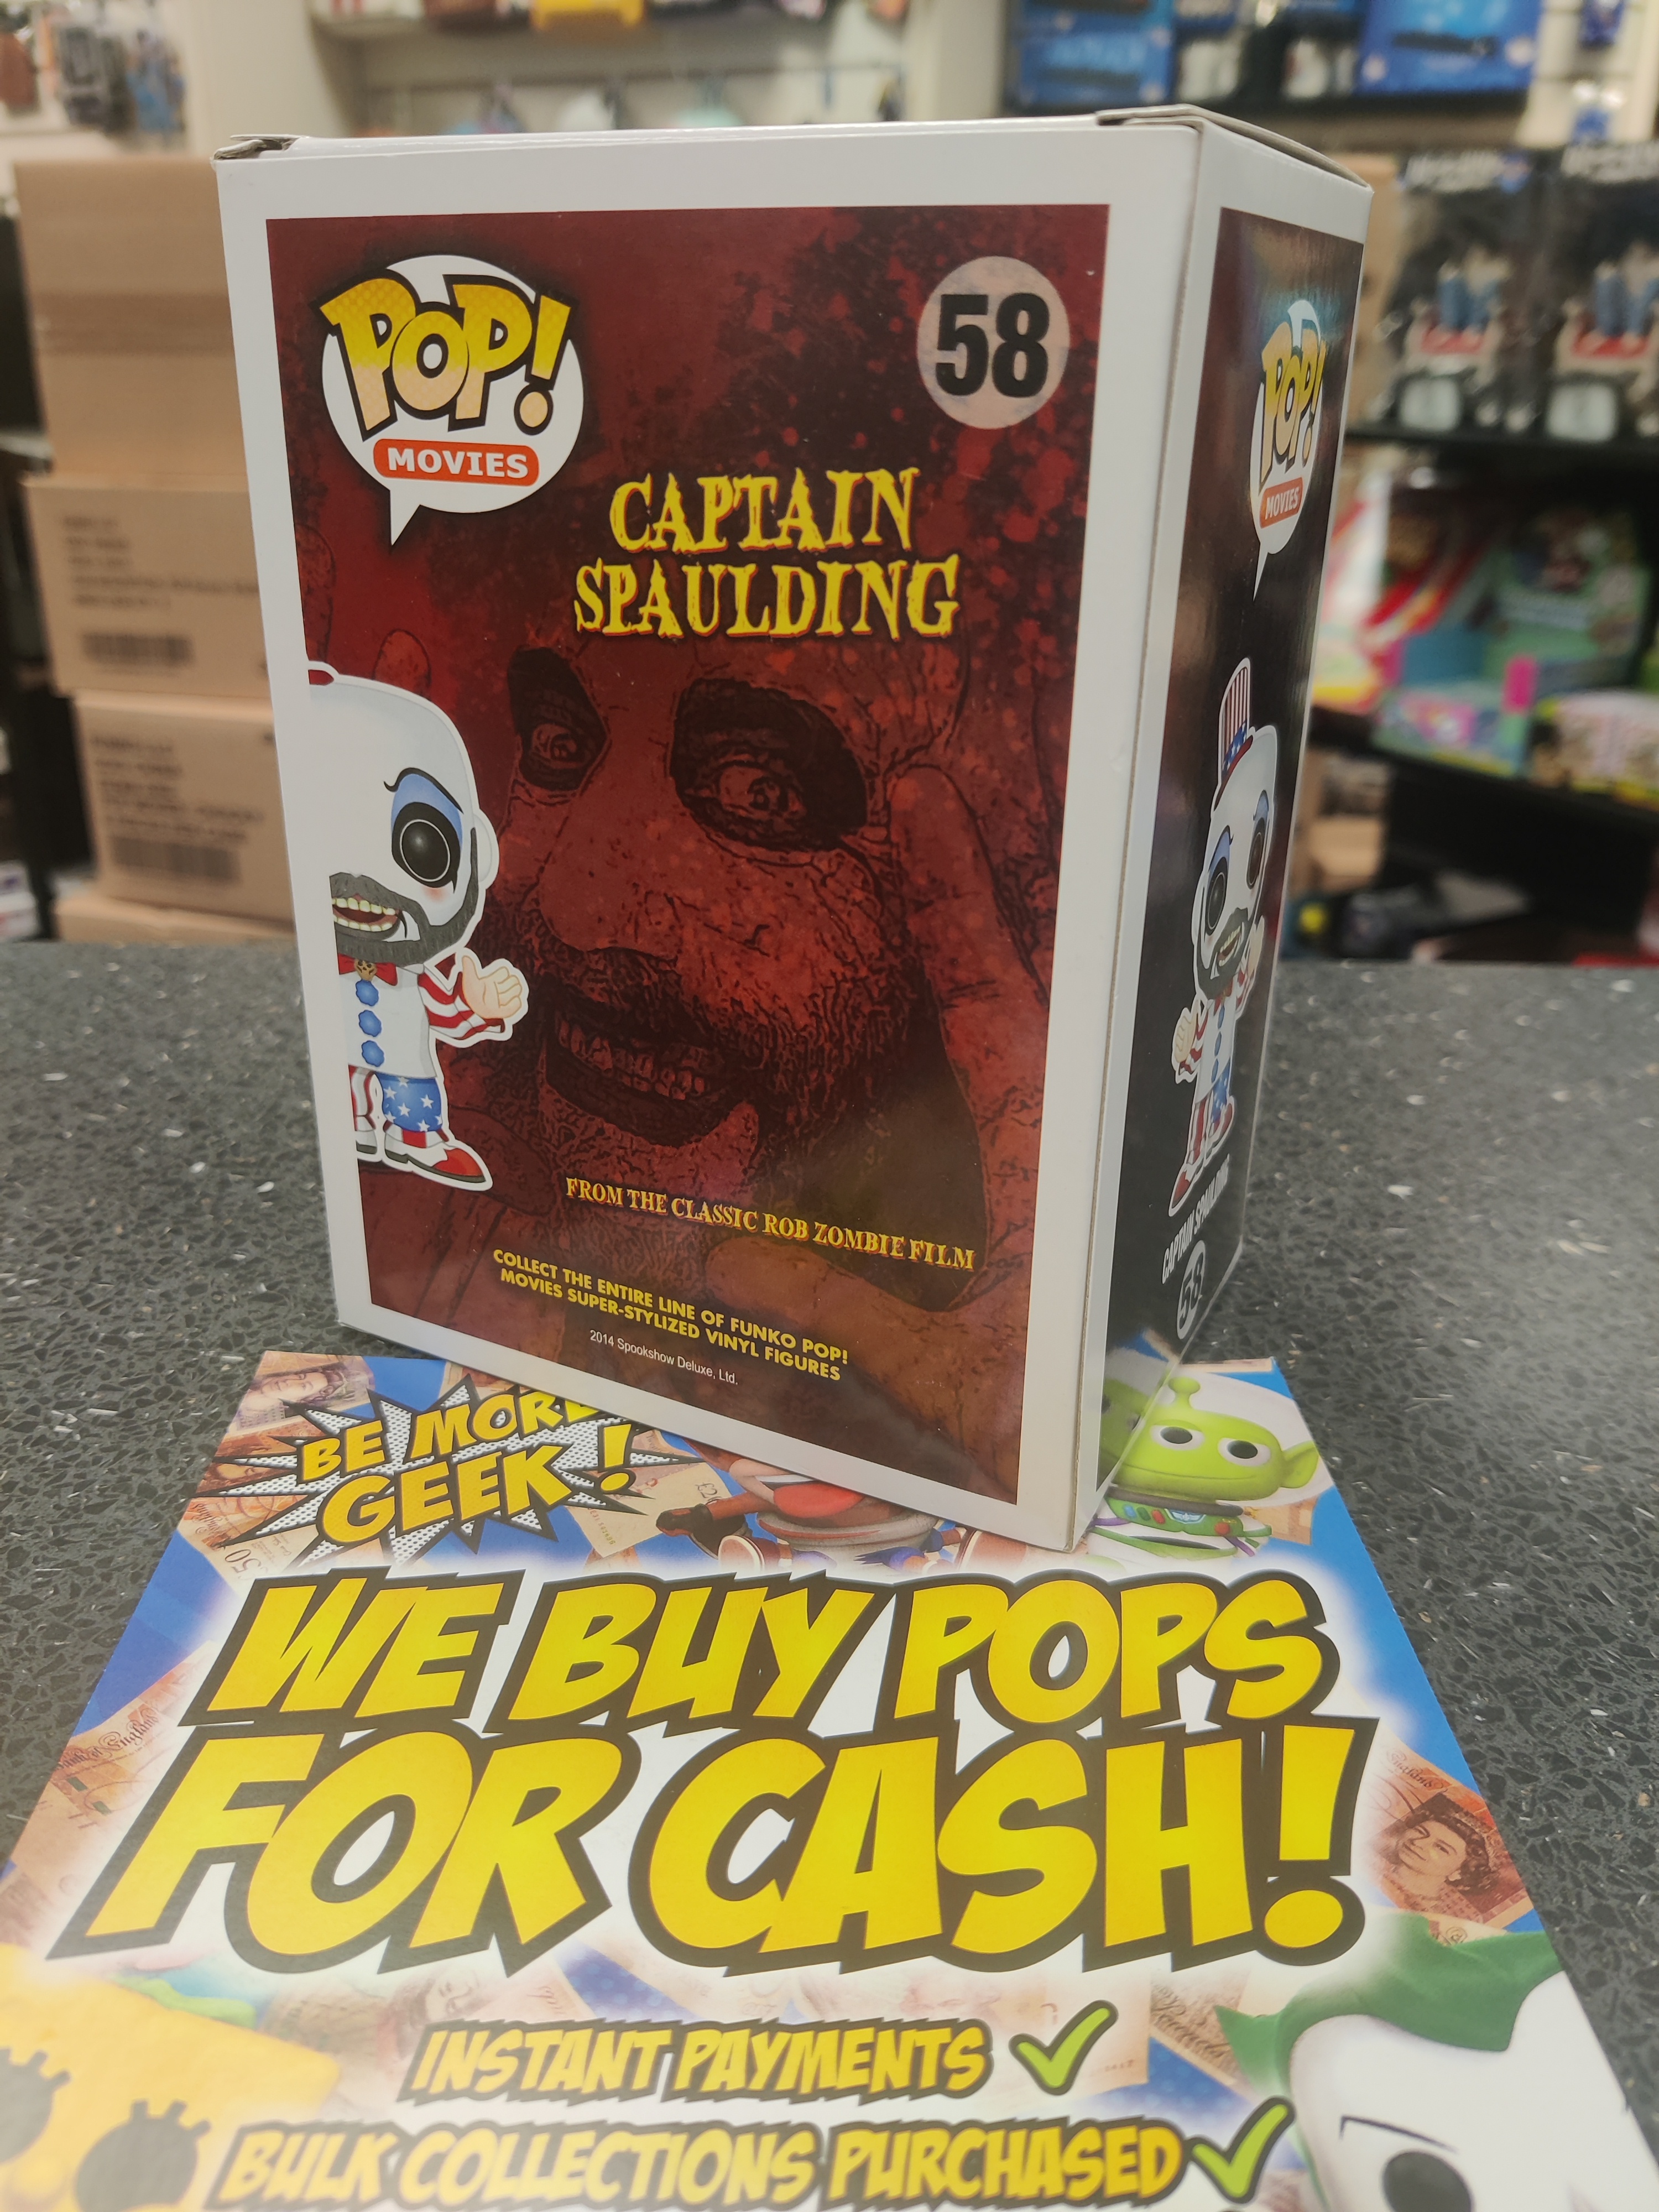 POP!
MOVIES
58
CAPTAIN
SPAULDING
FROM THE CLASSIC ROB ZOMBIE FILM
COLLECT THE ENTIRE LINE OF FUNKO POP!
MOVIES SUPER-STYLIZED VINYL FIGURES
2014 Spookshow Deluxe, Ltd.
POP!
MOVIES
CAPTAIN SPAULDING
58
BE MORE
GEEK!
WE BUY POPS
FOR CASH!
INSTANT PAYMENTS
BULK COLLECTIONS PURCHASED